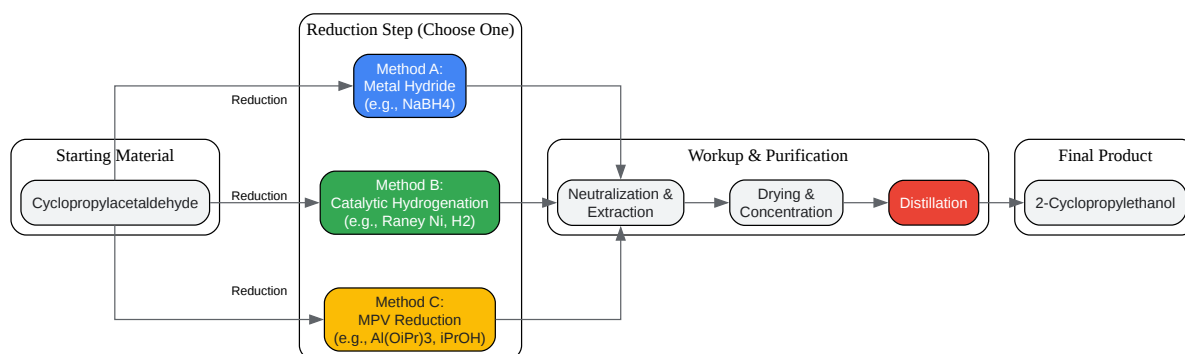 Reduction Step (Choose One)
Method A:
Metal Hydride
(e.g., NaBH4)
Reduction
Starting Material
Cyclopropylacetaldehyde
Reduction
Method B:
Catalytic Hydrogenation
(e.g., Raney Ni, H2)
Workup & Purification
Neutralization &
Extraction
Drying &
Concentration
Distillation
Final Product
2-Cyclopropylethanol
Reduction
Method C:
MPV Reduction
(e.g., Al(OiPr)3, iPrOH)